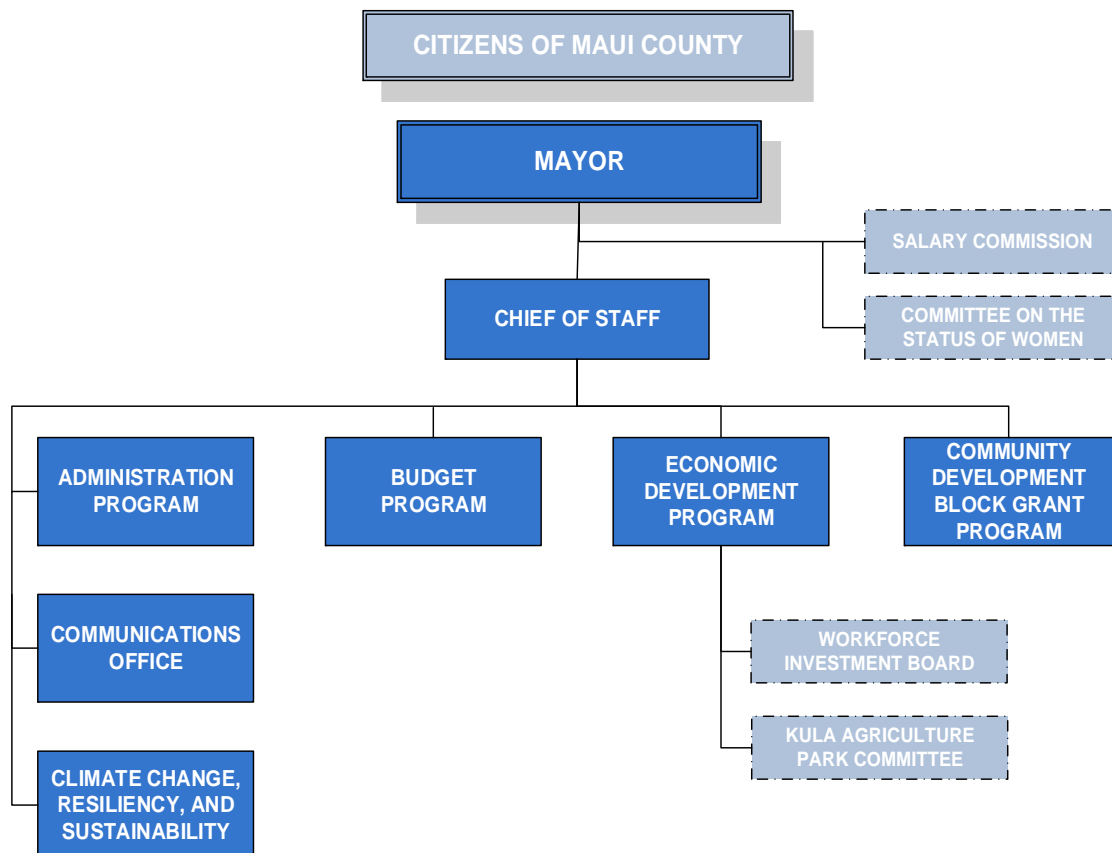 CITIZENS OF MAUI COUNTY
MAYOR
SALARY COMMISSION
COMMITTEE ON THE
STATUS OF WOMEN
CHIEF OF STAFF
ADMINISTRATION
PROGRAM
BUDGET
PROGRAM
ECONOMIC
DEVELOPMENT
PROGRAM
COMMUNITY
DEVELOPMENT
BLOCK GRANT
PROGRAM
COMMUNICATIONS
OFFICE
WORKFORCE
INVESTMENT BOARD
KULA AGRICULTURE
PARK COMMITTEE
CLIMATE CHANGE,
RESILIENCY, AND
SUSTAINABILITY